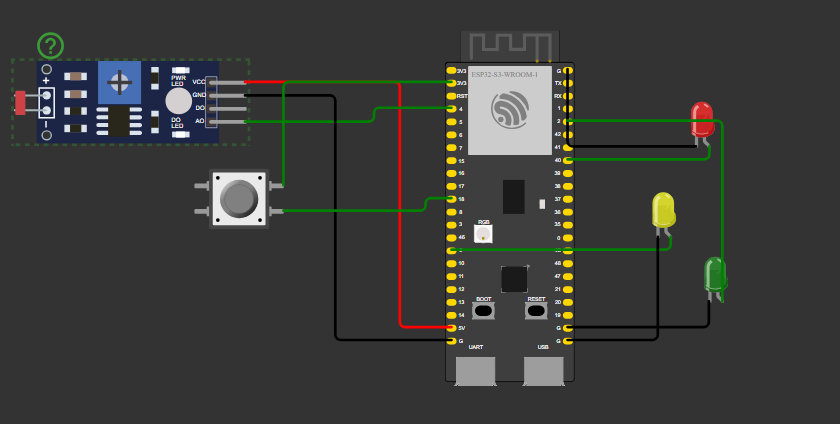 ?
+
PWR
LED
VCC
GND
DO
AO
DO
LED
−
ESP32-S3-WROOM-1
3V3
3V3
RST
4
5
6
7
15
16
17
18
8
3
46
10
11
12
13
14
5V
G
G
TX
RX
1
2
42
41
40
39
38
37
36
35
0
45
48
47
21
20
19
G
G
RGB
BOOT
RESET
UART
USB